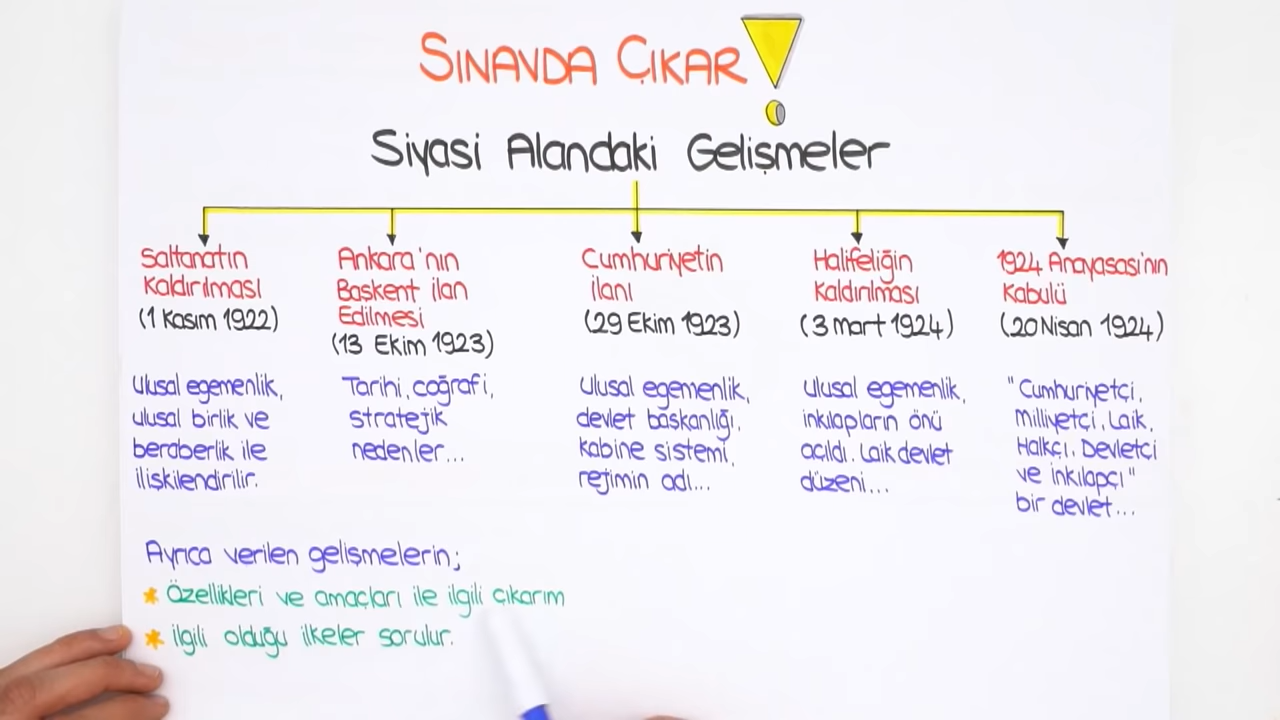 SINAVDA ÇIKAR!
Siyasi Alandaki Gelişmeler
Saltanatın
Kaldırılması
(1 Kasım 1922)
Ulusal egemenlik,
ulusal birlik ve
beraberlik ile
ilişkilendirilir.
Ankara'nın
Başkent ilan
Edilmesi
(13 Ekim 1923)
Tarihi, coğrafi,
stratejik
nedenler...
Cumhuriyetin
ilanı
(29 Ekim 1923)
Ulusal egemenlik,
devlet başkanlığı,
kabine sistemi,
rejimin adı...
Halifeliğin
Kaldırılması
(3 Mart 1924)
Ulusal egemenlik,
inkılapların önü
açıldı. Laik devlet
düzeni...
1924 Anayasası'nın
Kabulü
(20 Nisan 1924)
"Cumhuriyetçi,
Milliyetçi, Laik,
Halkçı, Devletçi
ve inkılapçı"
bir devlet...
Ayrıca verilen gelişmelerin;
Özellikleri ve amaçları ile ilgili çıkarım
ilgili olduğu ilkeler sorulur.